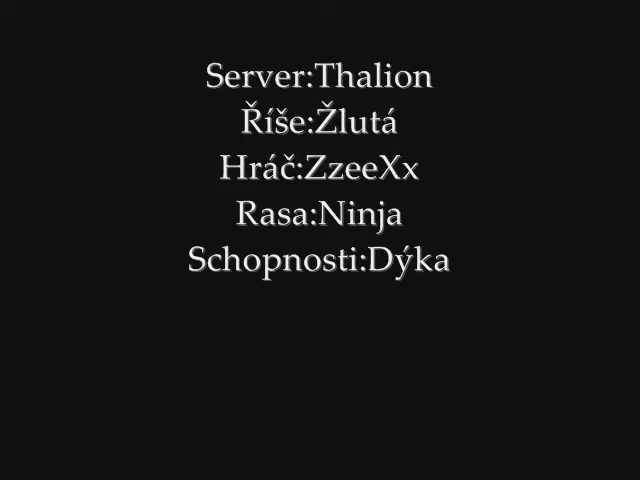 Server:Thalion
Říše:Žlutá
Hráč:ZzeeXx
Rasa:Ninja
Schopnosti:Dýka